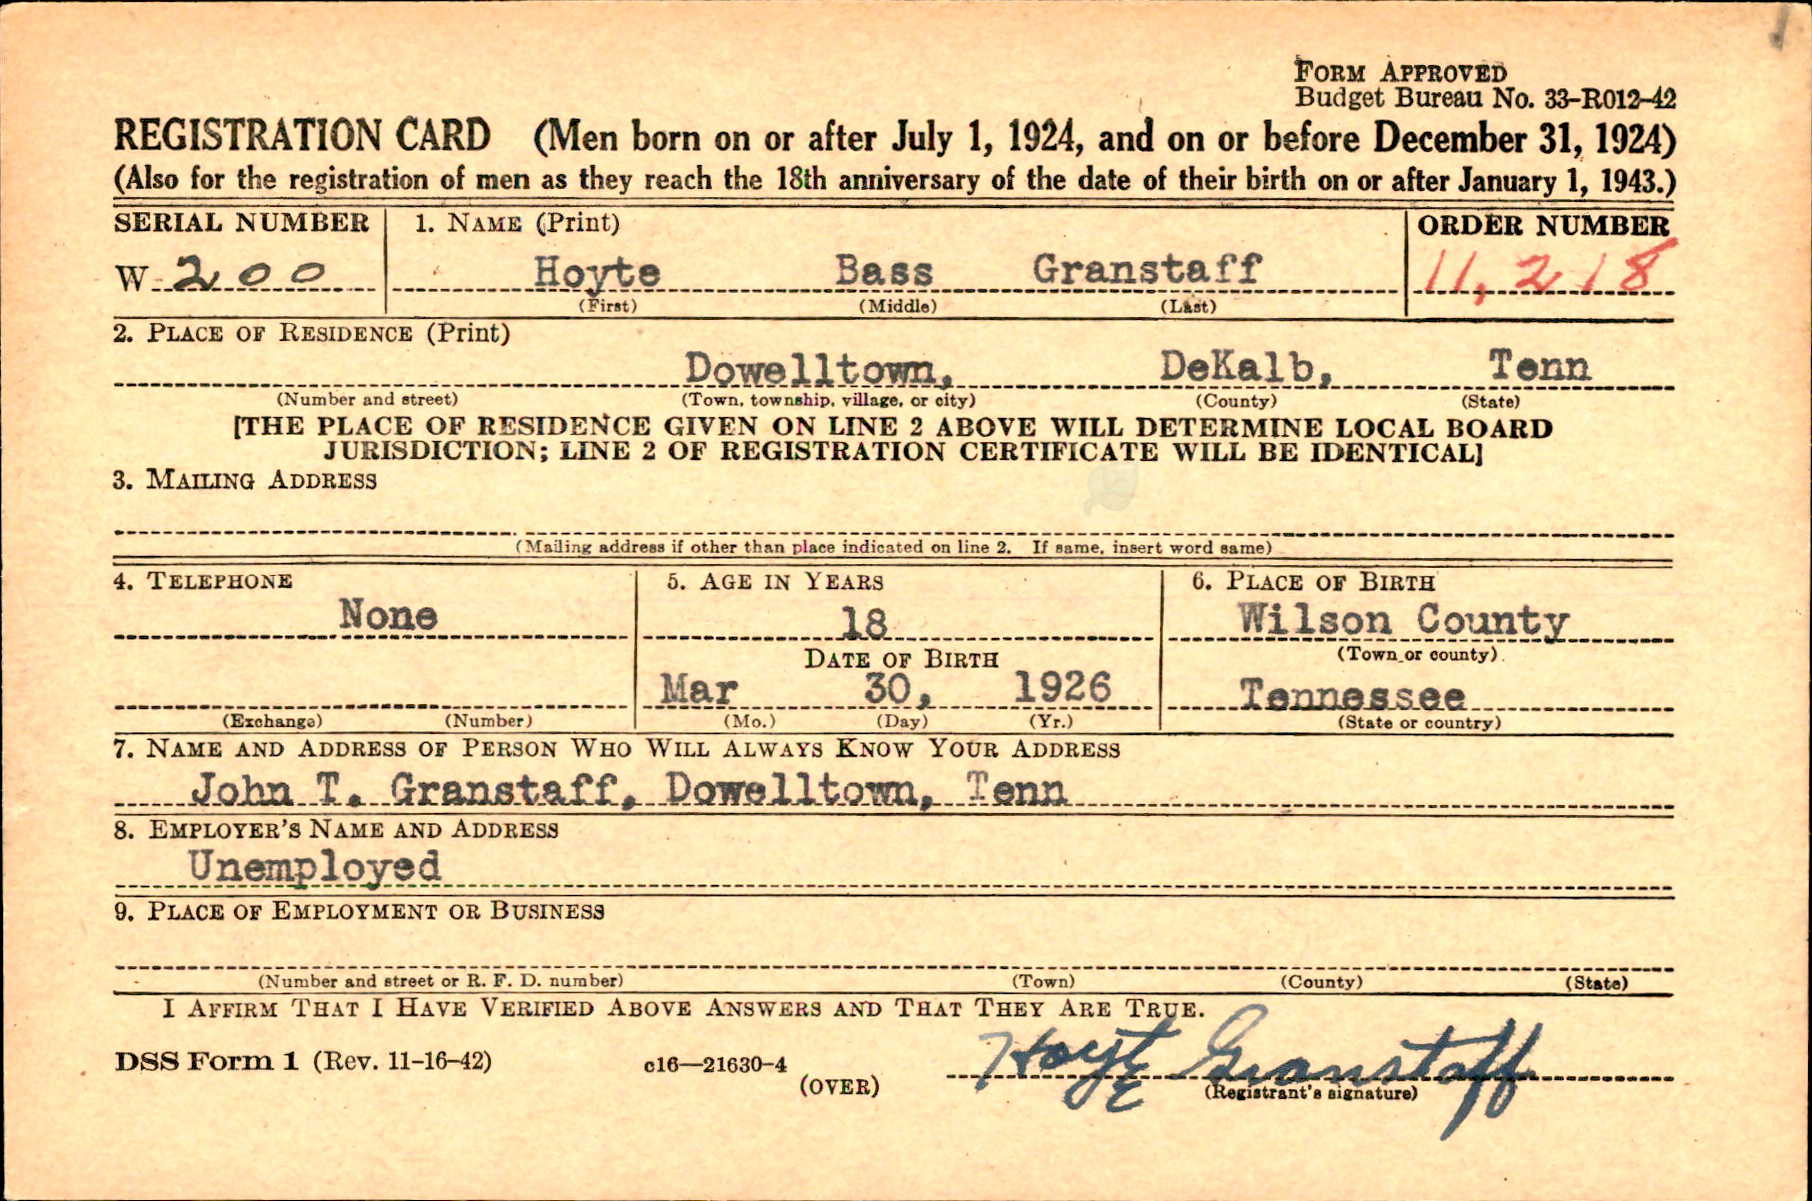 FORM APPROVED
Budget Bureau No. 33-R012-42
REGISTRATION CARD (Men born on or after July 1, 1924, and on or before December 31, 1924)
(Also for the registration of men as they reach the 18th anniversary of the date of their birth on or after January 1, 1943.)
SERIAL NUMBER 1. NAME (Print) ORDER NUMBER
W-200 Hoyte Bass Granstaff 11,218
(First) (Middle) (Last)
2. PLACE OF RESIDENCE (Print)
Dowelltown, DeKalb, Tenn
(Number and street) (Town, township, village, or city) (County) (State)
[THE PLACE OF RESIDENCE GIVEN ON LINE 2 ABOVE WILL DETERMINE LOCAL BOARD
JURISDICTION; LINE 2 OF REGISTRATION CERTIFICATE WILL BE IDENTICAL]
3. MAILING ADDRESS
(Mailing address if other than place indicated on line 2. If same, insert word same)
4. TELEPHONE 5. AGE IN YEARS 6. PLACE OF BIRTH
None 18 Wilson County
DATE OF BIRTH (Town or county)
Mar 30, 1926 Tennessee
(Exchange) (Number) (Mo.) (Day) (Yr.) (State or country)
7. NAME AND ADDRESS OF PERSON WHO WILL ALWAYS KNOW YOUR ADDRESS
John T. Granstaff, Dowelltown, Tenn
8. EMPLOYER'S NAME AND ADDRESS
Unemployed
9. PLACE OF EMPLOYMENT OR BUSINESS
(Number and street or R. F. D. number) (Town) (County) (State)
I AFFIRM THAT I HAVE VERIFIED ABOVE ANSWERS AND THAT THEY ARE TRUE.
DSS Form 1 (Rev. 11-16-42) c16—21630-4 (OVER) Hoyte Granstaff
(Registrant's signature)